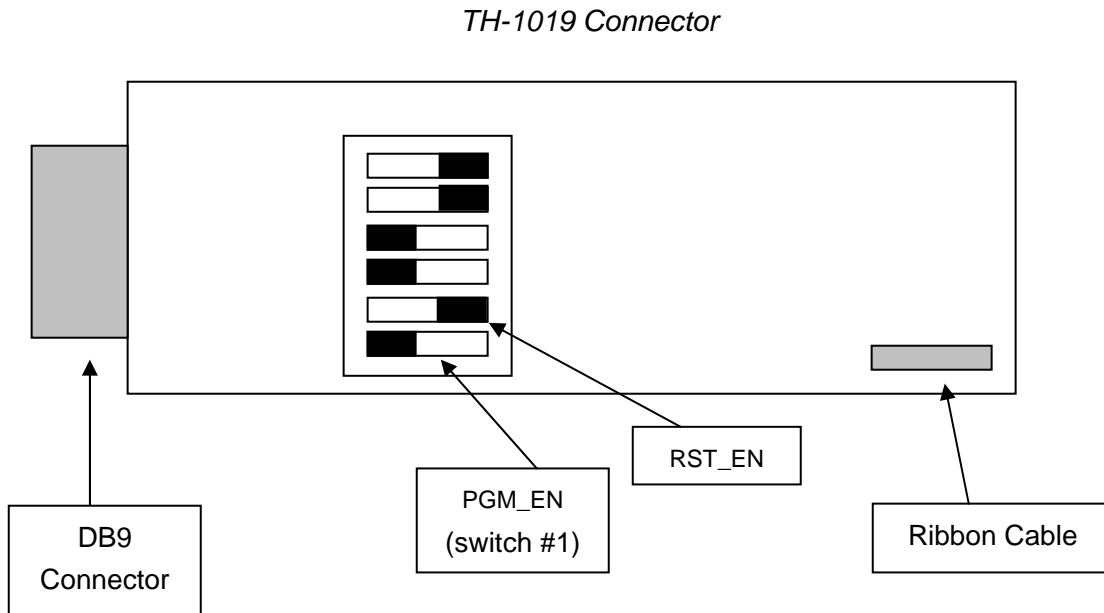 TH-1019 Connector
RST_EN
PGM_EN
(switch #1)
DB9
Connector
Ribbon Cable